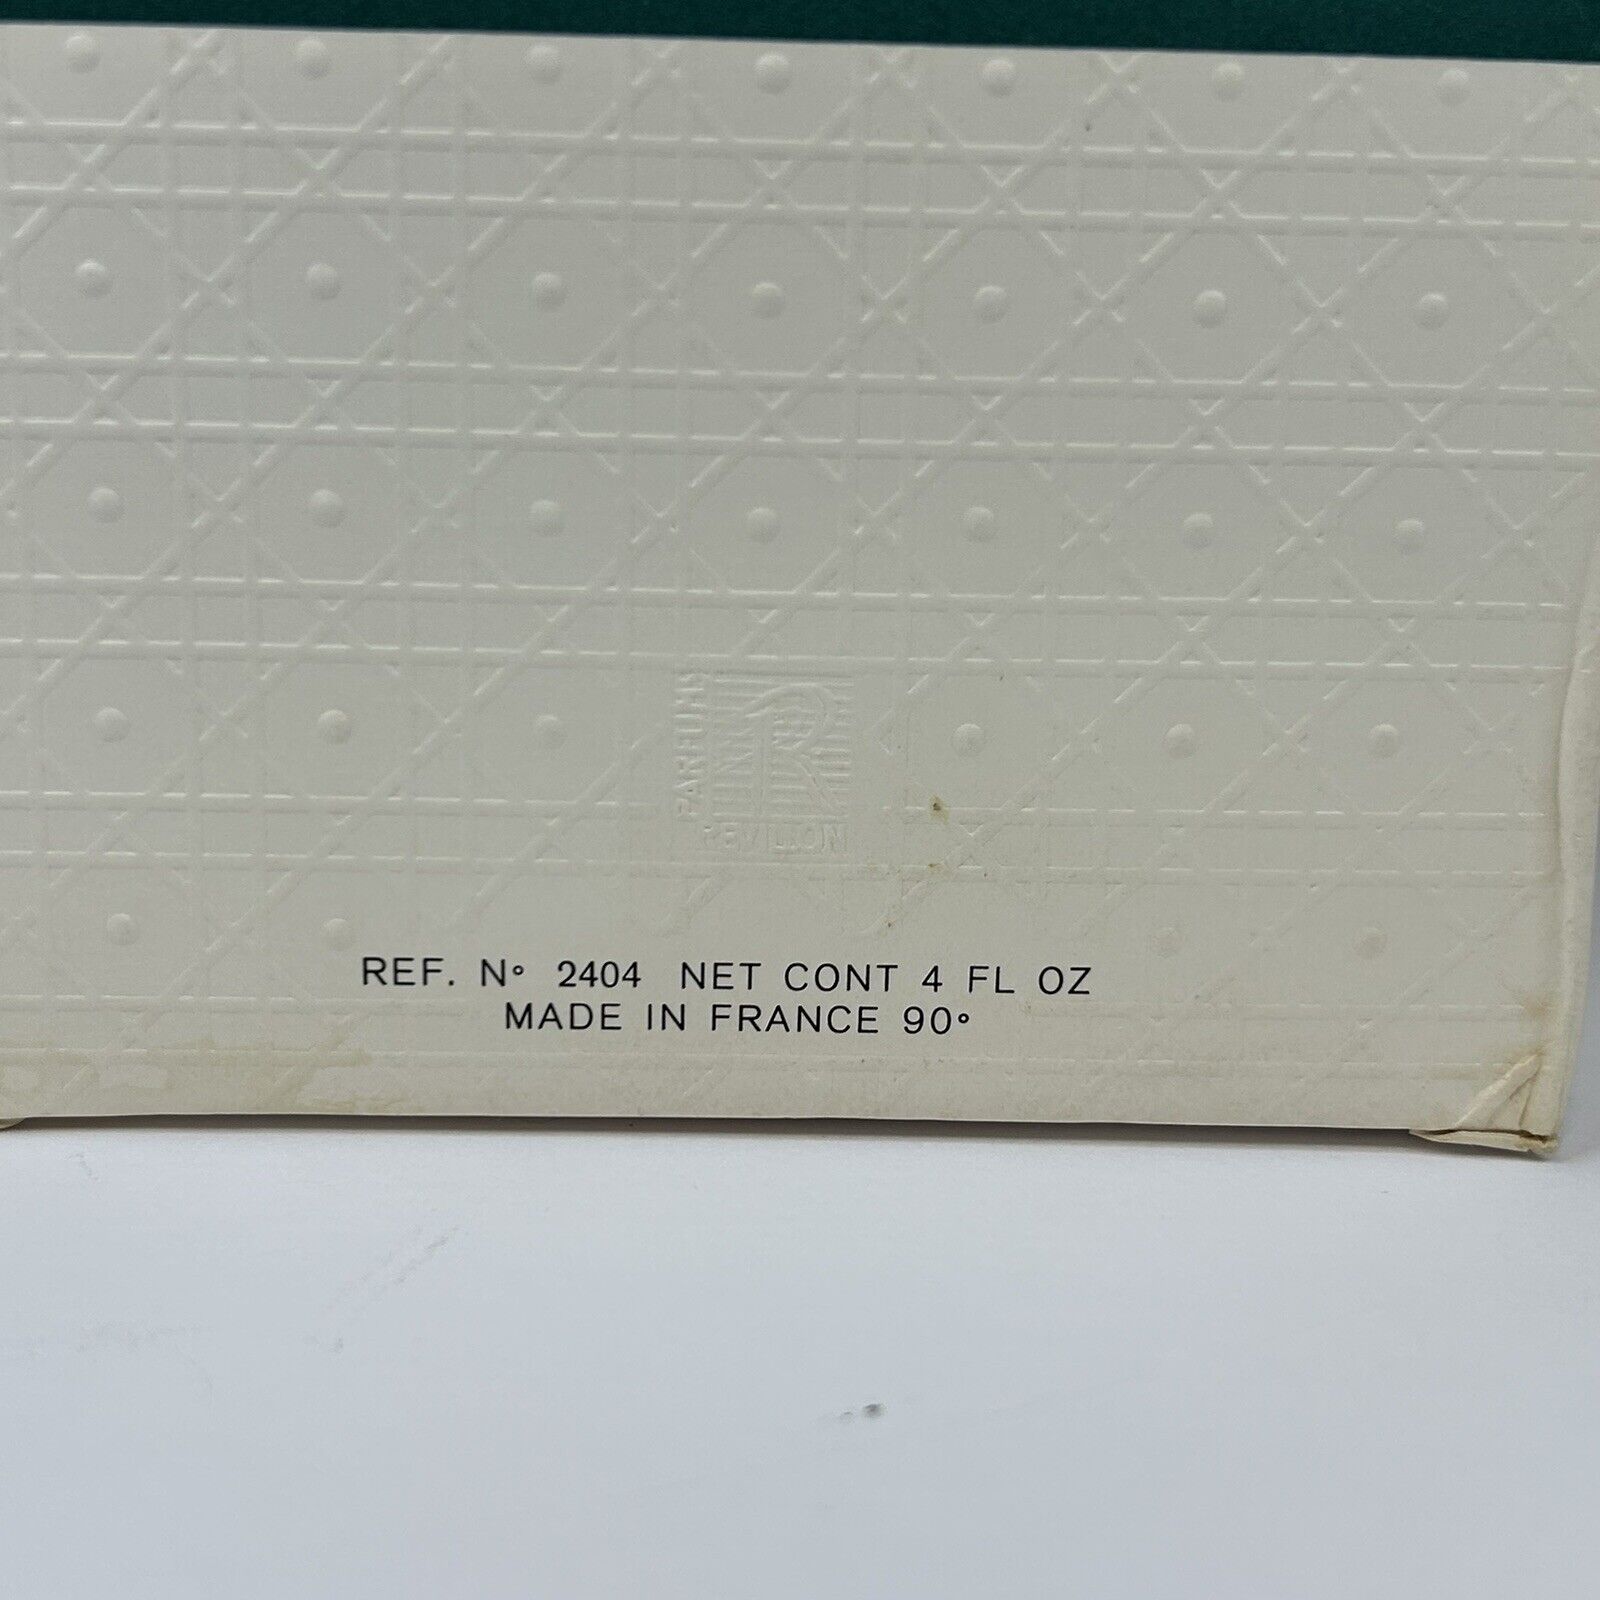 PARFUMS
R
REVILLON
REF. N° 2404 NET CONT 4 FL OZ
MADE IN FRANCE 90°